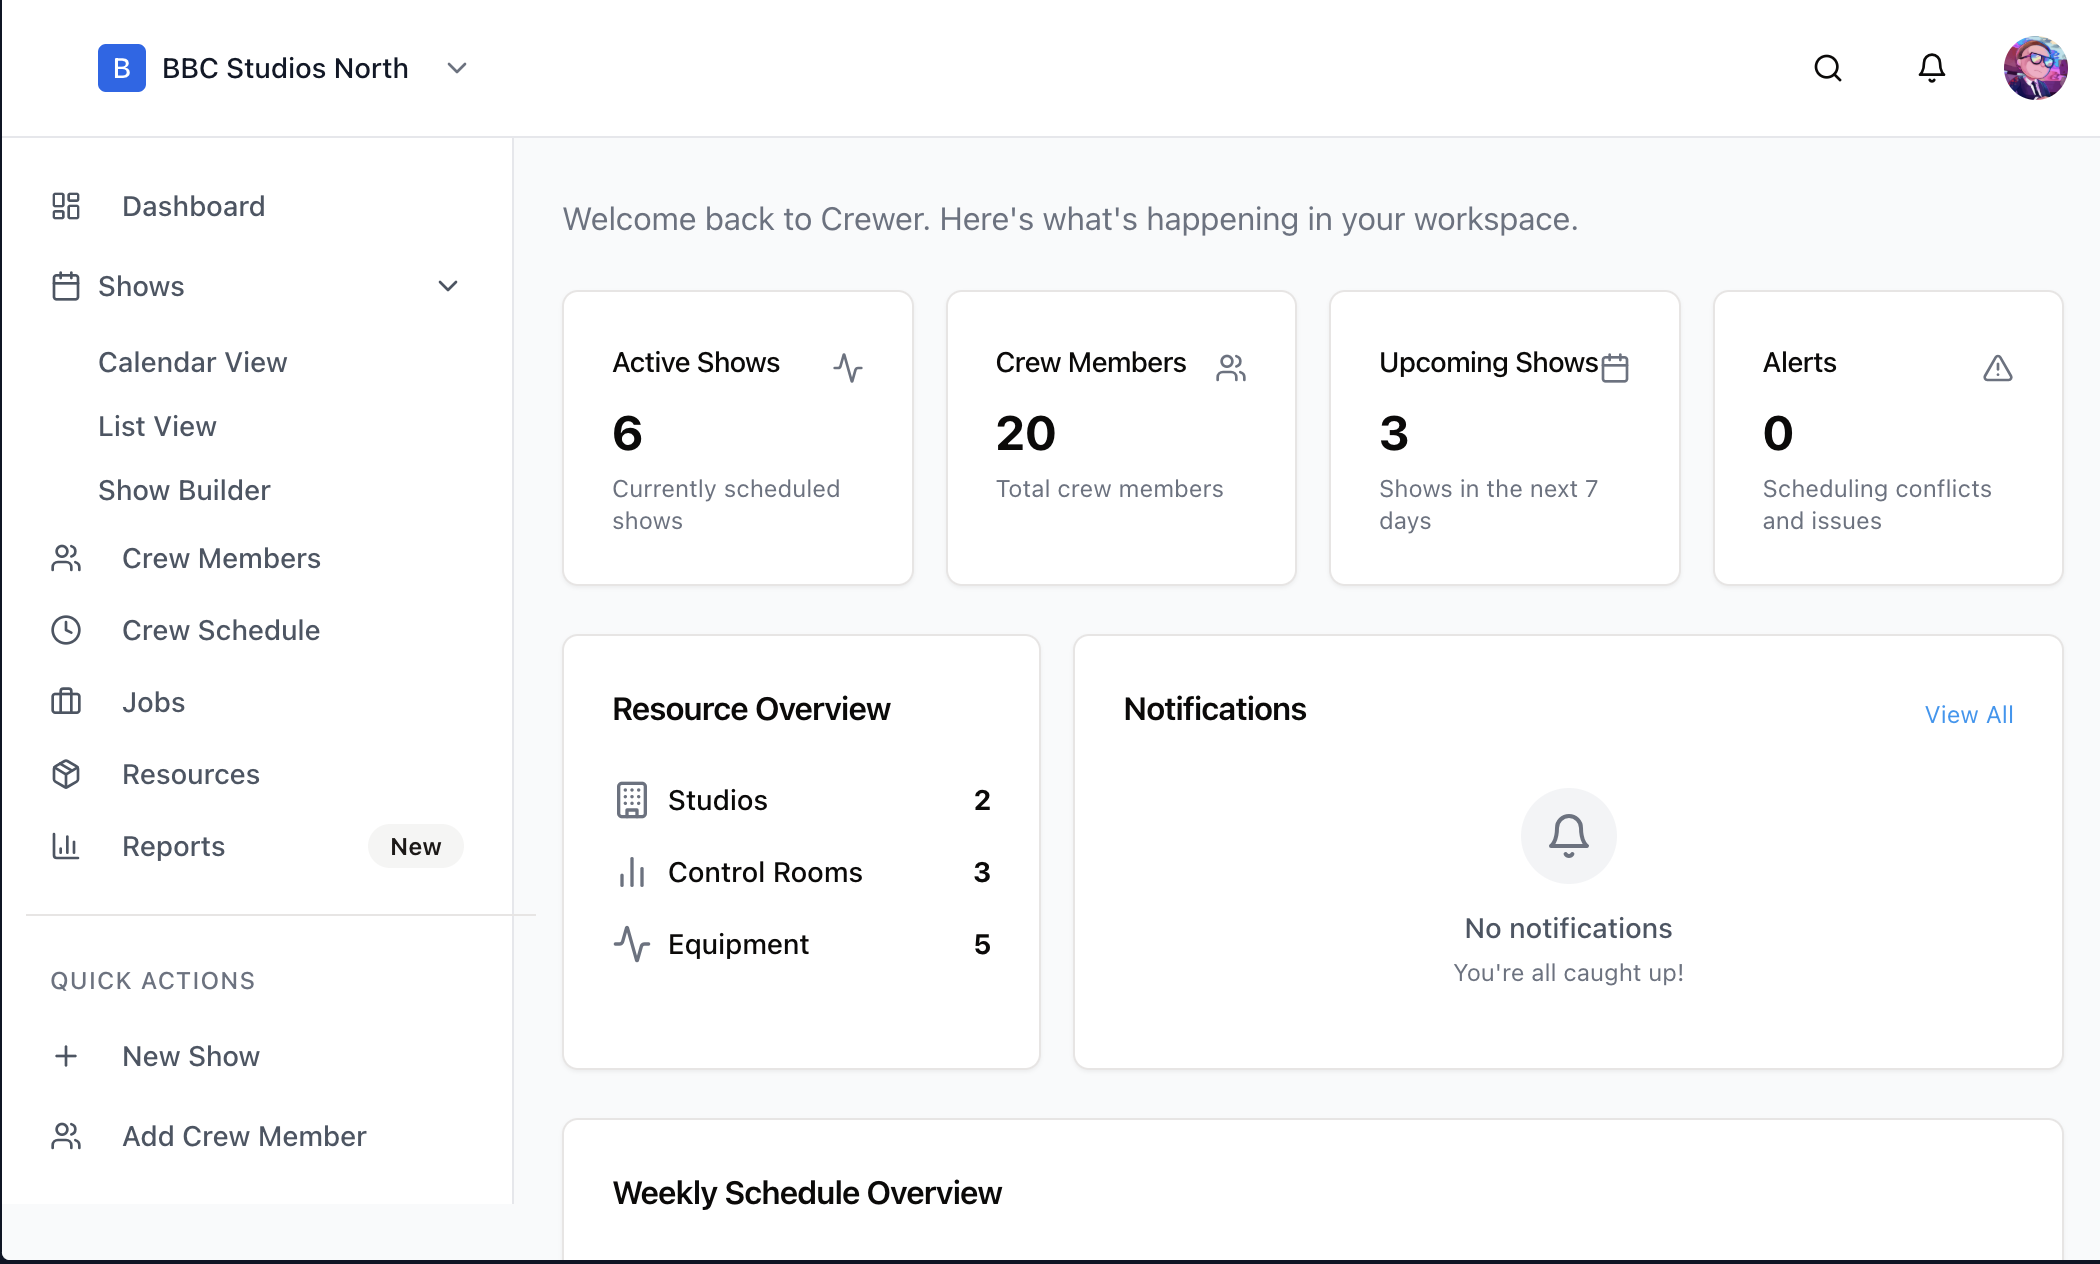 B BBC Studios North
Dashboard
Shows
Calendar View
List View
Show Builder
Crew Members
Crew Schedule
Jobs
Resources
Reports New
QUICK ACTIONS
New Show
Add Crew Member
Welcome back to Crewer. Here's what's happening in your workspace.
Active Shows
6
Currently scheduled
shows
Crew Members
20
Total crew members
Upcoming Shows
3
Shows in the next 7
days
Alerts
0
Scheduling conflicts
and issues
Resource Overview
Studios 2
Control Rooms 3
Equipment 5
Notifications
View All
No notifications
You're all caught up!
Weekly Schedule Overview